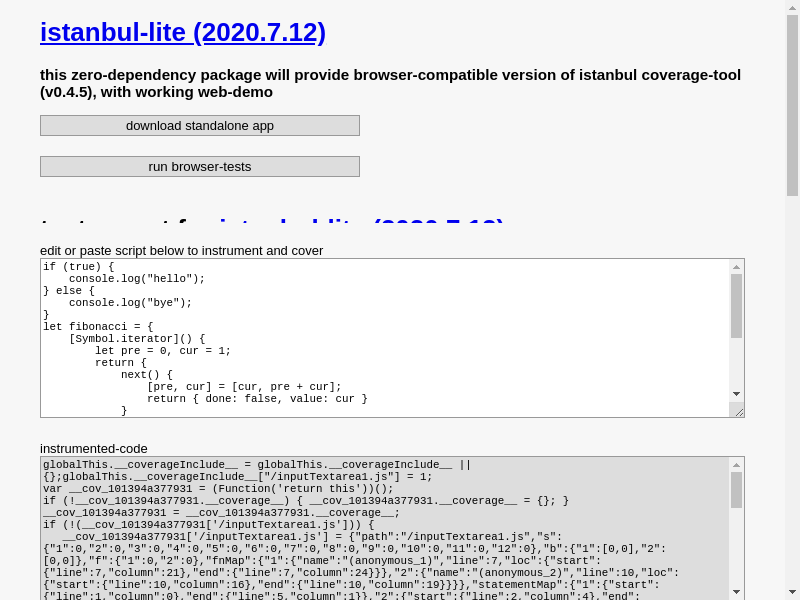 istanbul-lite (2020.7.12)
this zero-dependency package will provide browser-compatible version of istanbul coverage-tool
(v0.4.5), with working web-demo
download standalone app
run browser-tests
edit or paste script below to instrument and cover
if (true) {
    console.log("hello");
} else {
    console.log("bye");
}
let fibonacci = {
    [Symbol.iterator]() {
        let pre = 0, cur = 1;
        return {
            next() {
                [pre, cur] = [cur, pre + cur];
                return { done: false, value: cur }
            }
instrumented-code
globalThis.__coverageInclude__ = globalThis.__coverageInclude__ ||
{};globalThis.__coverageInclude__["/inputTextarea1.js"] = 1;
var __cov_101394a377931 = (Function('return this'))();
if (!__cov_101394a377931.__coverage__) { __cov_101394a377931.__coverage__ = {}; }
__cov_101394a377931 = __cov_101394a377931.__coverage__;
if (!(__cov_101394a377931['/inputTextarea1.js'])) {
   __cov_101394a377931['/inputTextarea1.js'] = {"path":"/inputTextarea1.js","s":
{"1":0,"2":0,"3":0,"4":0,"5":0,"6":0,"7":0,"8":0,"9":0,"10":0,"11":0,"12":0},"b":{"1":[0,0],"2":
[0,0]},"f":{"1":0,"2":0},"fnMap":{"1":{"name":"(anonymous_1)","line":7,"loc":{"start":
{"line":7,"column":21},"end":{"line":7,"column":24}}},"2":{"name":"(anonymous_2)","line":10,"loc":
{"start":{"line":10,"column":16},"end":{"line":10,"column":19}}}},"statementMap":{"1":{"start":
{"line":1,"column":0},"end":{"line":5,"column":1}},"2":{"start":{"line":2,"column":4},"end":